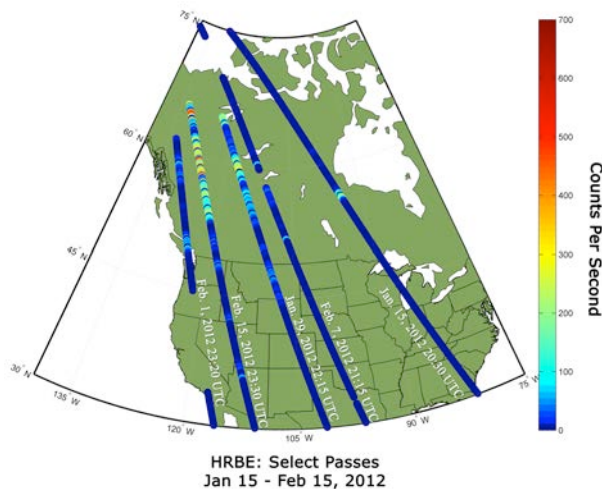 75° N
60° N
45° N
30° N
135° W
120° W
105° W
90° W
75° W
Feb. 1, 2012 23:20 UTC
Feb. 15, 2012 23:30 UTC
Jan. 29, 2012 22:15 UTC
Feb. 7, 2012 21:15 UTC
Jan. 15, 2012 20:30 UTC
700
600
500
400
300
200
100
0
Counts Per Second
HRBE: Select Passes
Jan 15 - Feb 15, 2012